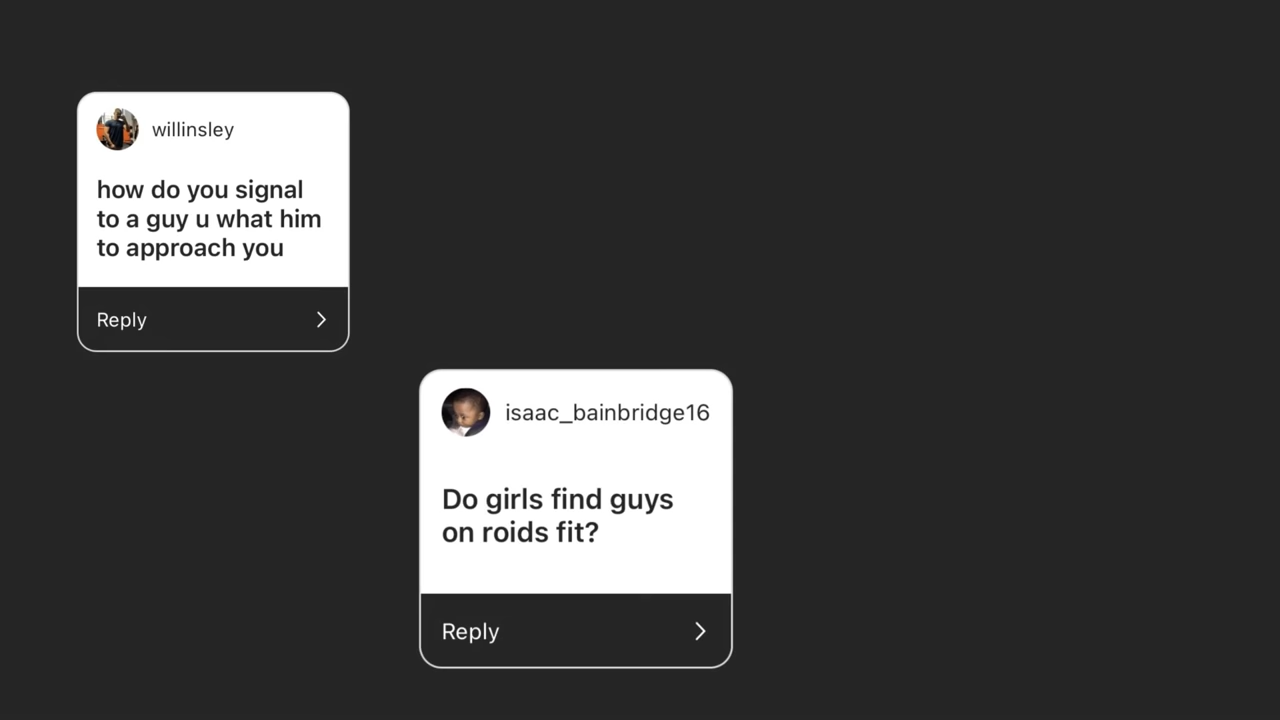 willinsley
how do you signal
to a guy u what him
to approach you
Reply
isaac_bainbridge16
Do girls find guys
on roids fit?
Reply